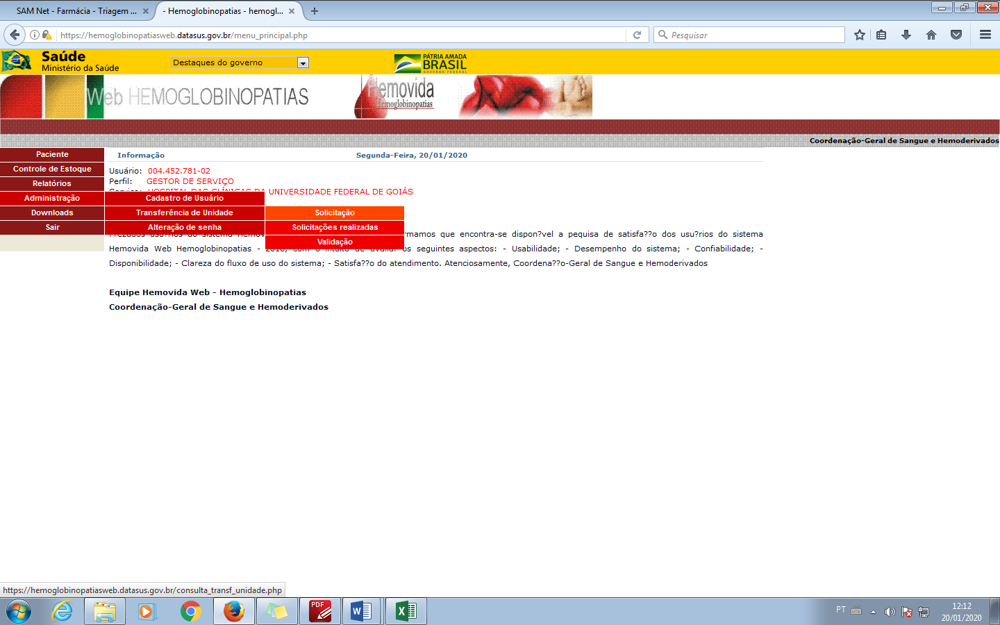 SAM Net - Farmácia - Triagem ...
- Hemoglobinopatias - hemogl...
https://hemoglobinopatiasweb.datasus.gov.br/menu_principal.php
Pesquisar
Saúde
Ministério da Saúde
Destaques do governo
PÁTRIA AMADA
BRASIL
GOVERNO FEDERAL
Web HEMOGLOBINOPATIAS
Hemovida
Hemoglobinopatias
Coordenação-Geral de Sangue e Hemoderivados
Paciente
Controle de Estoque
Relatórios
Administração
Downloads
Sair
Cadastro de Usuário
Transferência de Unidade
Alteração de senha
Solicitação
Solicitações realizadas
Validação
Informação Segunda-Feira, 20/01/2020
Usuário: 004.452.781-02
Perfil: GESTOR DE SERVIÇO
Serviço: HOSPITAL DAS CLÍNICAS DA UNIVERSIDADE FEDERAL DE GOIÁS
Prezados usu?rios do sistema Hemov rmamos que encontra-se dispon?vel a pequisa de satisfa??o dos usu?rios do sistema
Hemovida Web Hemoglobinopatias - 2018, com o intuito de avaliar os seguintes aspectos: - Usabilidade; - Desempenho do sistema; - Confiabilidade; -
Disponibilidade; - Clareza do fluxo de uso do sistema; - Satisfa??o do atendimento. Atenciosamente, Coordena??o-Geral de Sangue e Hemoderivados
Equipe Hemovida Web - Hemoglobinopatias
Coordenação-Geral de Sangue e Hemoderivados
https://hemoglobinopatiasweb.datasus.gov.br/consulta_transf_unidade.php
PDF
PT
12:12
20/01/2020